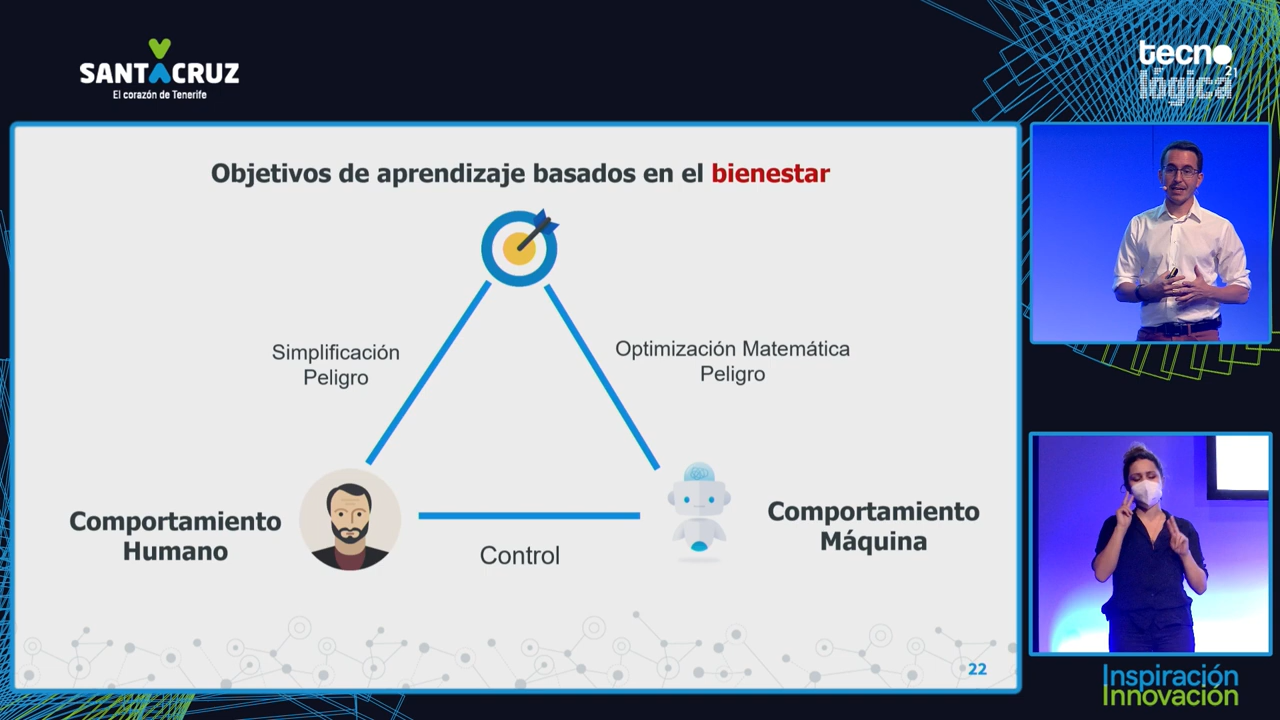 SANTACRUZ
El corazón de Tenerife
tecno
lógica
21
Objetivos de aprendizaje basados en el bienestar
Simplificación
Peligro
Optimización Matemática
Peligro
Comportamiento
Humano
Control
Comportamiento
Máquina
22
Inspiración
Innovación